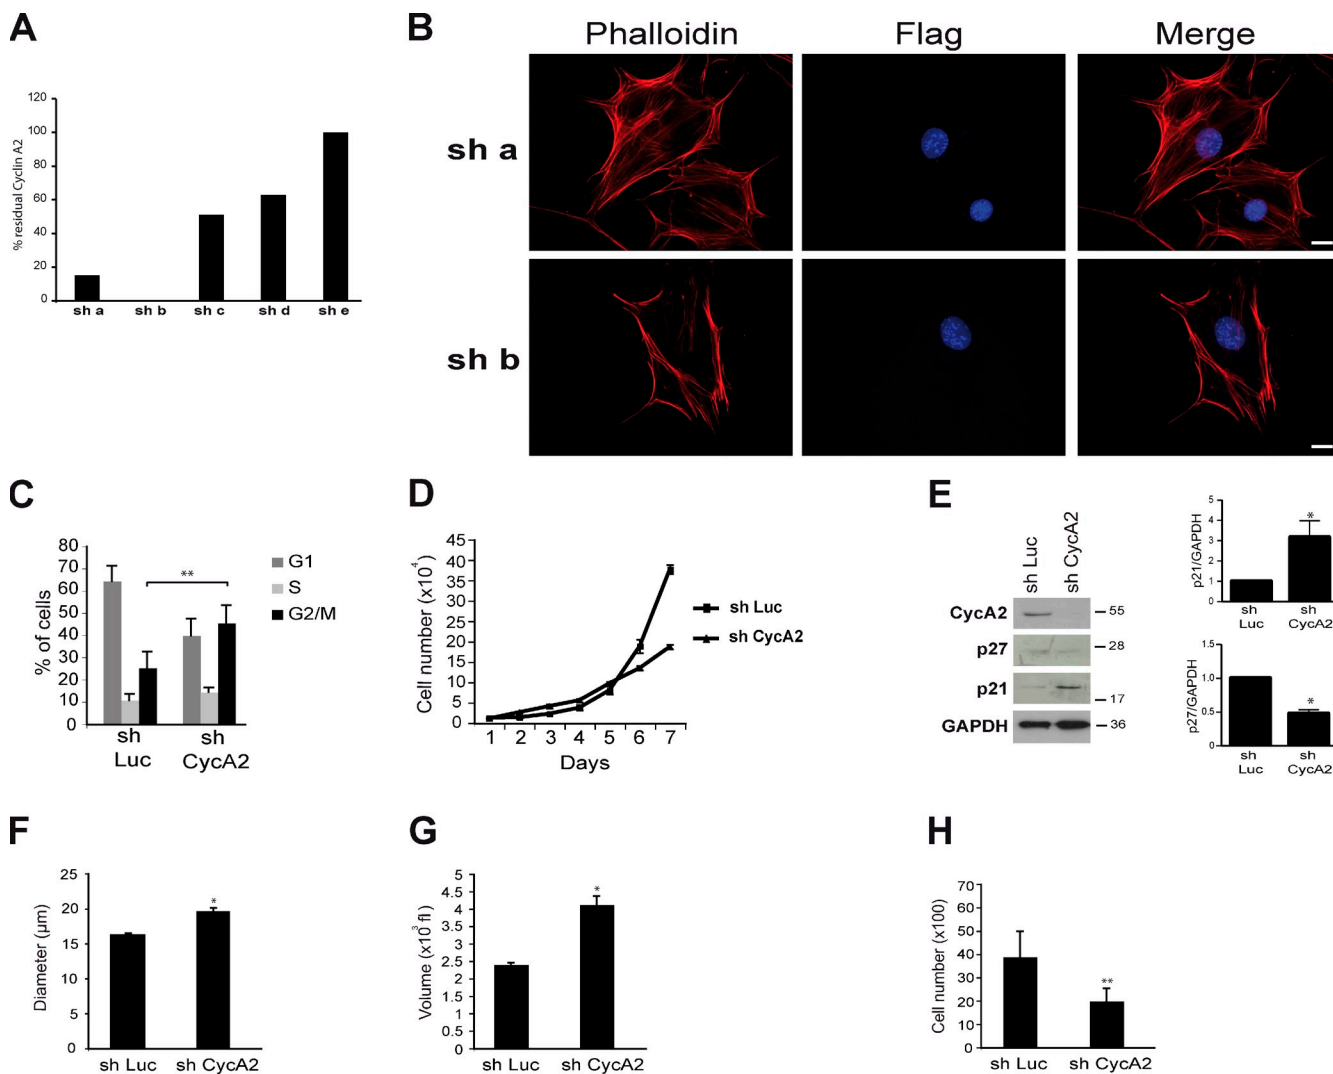 A
% residual Cyclin A2
120
100
80
60
40
20
0
sh a
sh b
sh c
sh d
sh e
B
Phalloidin
Flag
Merge
sh a
sh b
C
% of cells
80
70
60
50
40
30
20
10
0
**
G1
S
G2/M
sh Luc
sh CycA2
D
Cell number (x10⁴)
45
40
35
30
25
20
15
10
5
0
1 2 3 4 5 6 7
Days
sh Luc
sh CycA2
E
sh Luc
sh CycA2
CycA2
55
p27
28
p21
17
GAPDH
36
p21/GAPDH
5
4
3
2
1
0
*
sh Luc
sh CycA2
p27/GAPDH
1.5
1.0
0.5
0
*
sh Luc
sh CycA2
F
Diameter (µm)
25
20
15
10
5
0
*
sh Luc
sh CycA2
G
Volume (x10³ fl)
5
4.5
4
3.5
3
2.5
2
1.5
1
0.5
0
*
sh Luc
sh CycA2
H
Cell number (x100)
70
60
50
40
30
20
10
0
**
sh Luc
sh CycA2